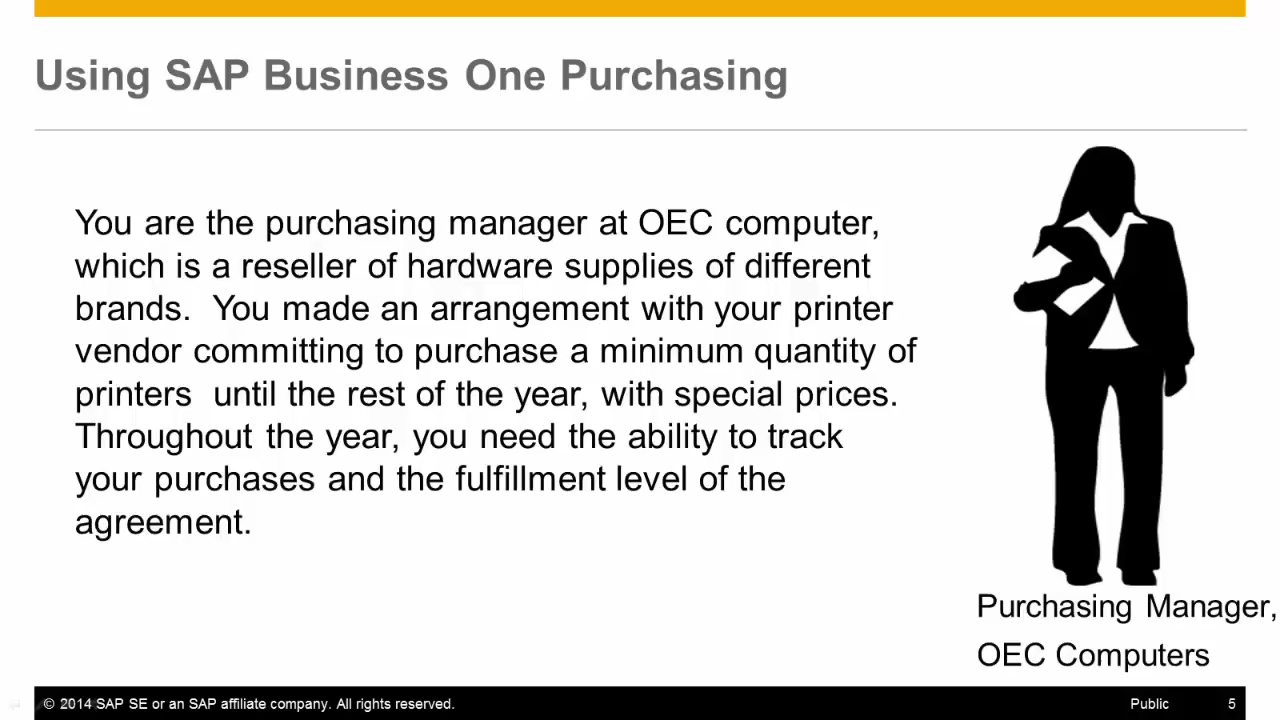 Using SAP Business One Purchasing
You are the purchasing manager at OEC computer,
which is a reseller of hardware supplies of different
brands.  You made an arrangement with your printer
vendor committing to purchase a minimum quantity of
printers  until the rest of the year, with special prices.
Throughout the year, you need the ability to track
your purchases and the fulfillment level of the
agreement.
Purchasing Manager,
OEC Computers
© 2014 SAP SE or an SAP affiliate company. All rights reserved.
Public
5